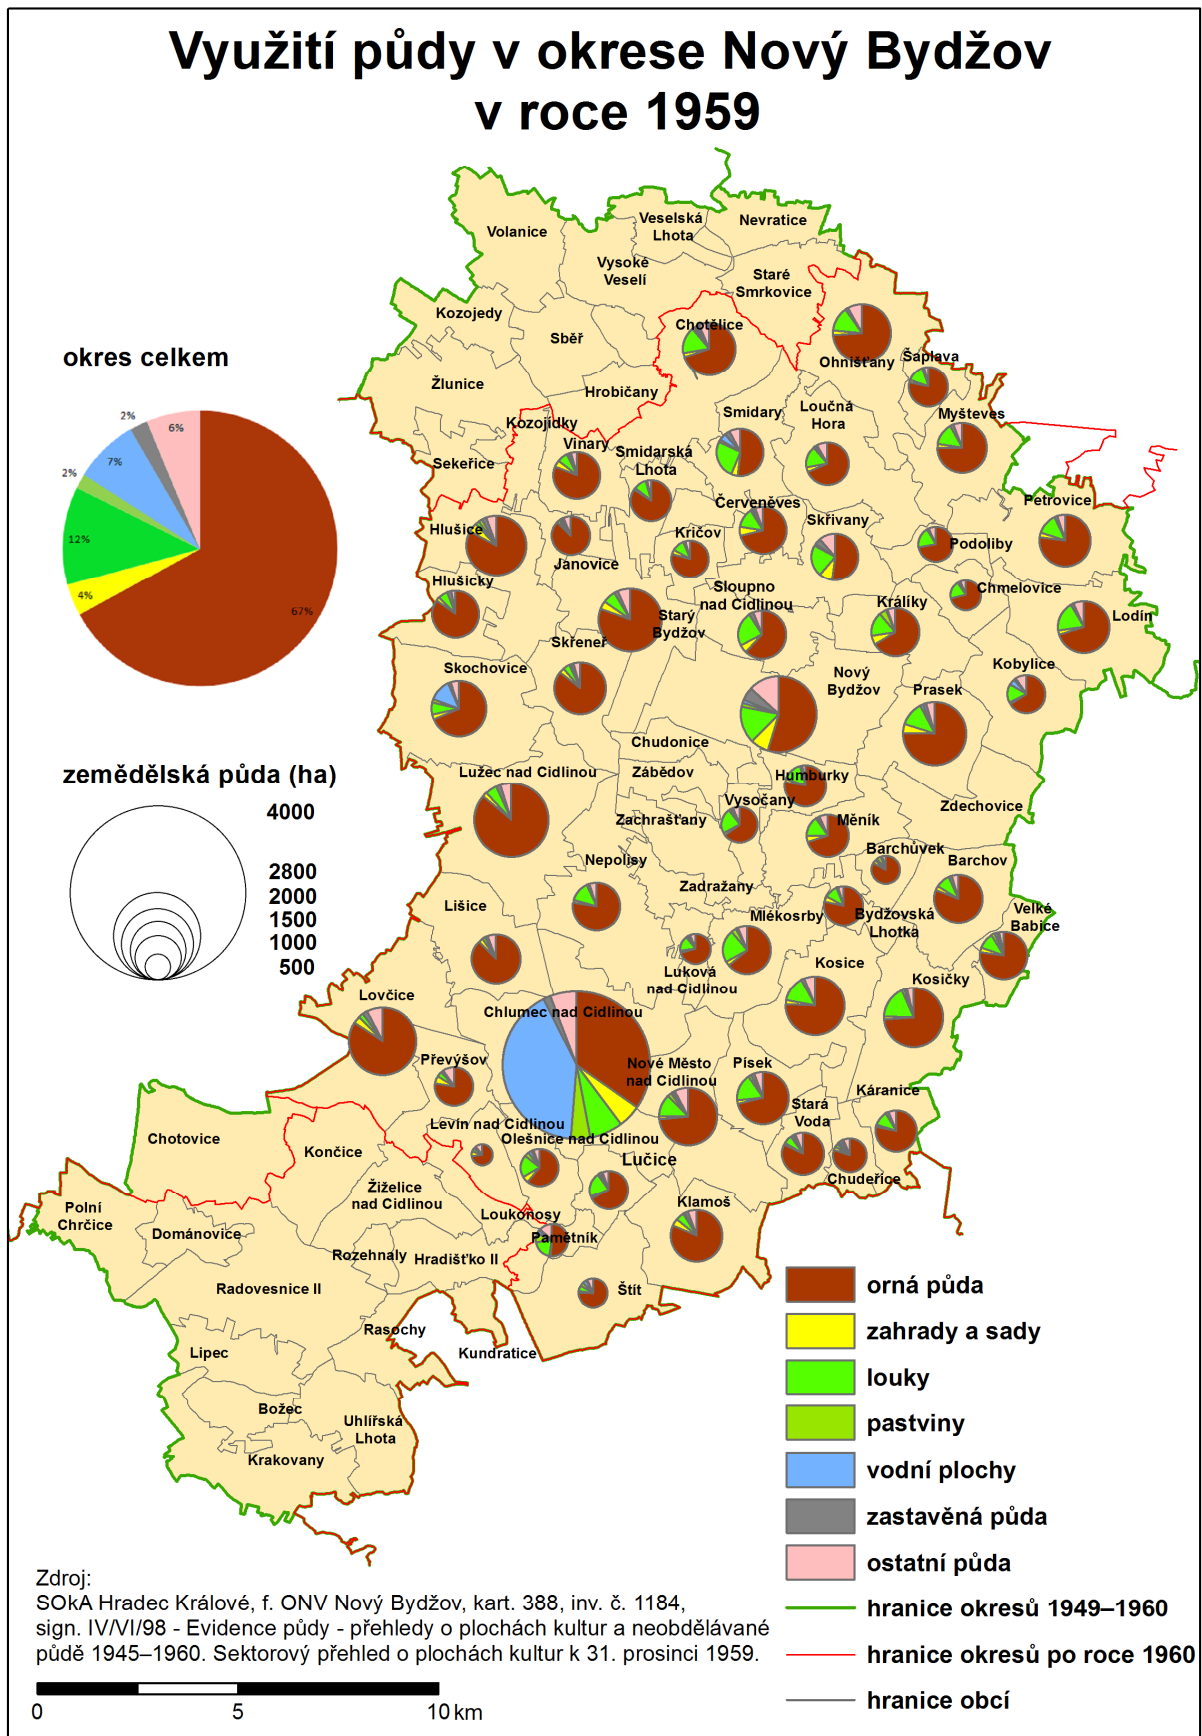 Využití půdy v okrese Nový Bydžov
v roce 1959
Volanice
Veselská
Lhota
Nevratice
Vysoké
Veselí
Staré
Smrkovice
Kozojedy
Sběř
Chotělice
Ohnišťany
Šaplava
okres celkem
Žlunice
Hrobičany
2%
6%
7%
2%
12%
4%
67%
Kozojídky
Smidary
Loučná
Hora
Myšteves
Vinary
Smidarská
Lhota
Sekeřice
Petrovice
Hlušice
Červeněves
Skřivany
Křičov
Janovice
Podoliby
Hlušičky
Sloupno
nad Cidlinou
Chmelovice
Starý
Bydžov
Králíky
Lodín
Skřeneř
Skochovice
Nový
Bydžov
Kobylice
Prasek
Chudonice
zemědělská půda (ha)
4000
2800
2000
1500
1000
500
Lužec nad Cidlinou
Zábědov
Humburky
Vysočany
Zdechovice
Zachrašťany
Měník
Barchůvek
Barchov
Nepolisy
Zadražany
Lišice
Mlékosrby
Bydžovská
Lhotka
Velké
Babice
Luková
nad Cidlinou
Kosice
Kosičky
Lovčice
Chlumec nad Cidlinou
Převýšov
Nové Město
nad Cidlinou
Písek
Káranice
Stará
Voda
Levín nad Cidlinou
Olešnice nad Cidlinou
Chotovice
Končice
Lučice
Chudeřice
Žiželice
nad Cidlinou
Klamoš
Polní
Chrčice
Loukonosy
Dománovice
Pamětník
Rozehnaly
Hradišťko II
Radovesnice II
Štít
Rasochy
Lipec
Kundratice
Božec
Uhlířská
Lhota
Krakovany
orná půda
zahrady a sady
louky
pastviny
vodní plochy
zastavěná půda
ostatní půda
hranice okresů 1949–1960
hranice okresů po roce 1960
hranice obcí
Zdroj:
SOkA Hradec Králové, f. ONV Nový Bydžov, kart. 388, inv. č. 1184,
sign. IV/VI/98 - Evidence půdy - přehledy o plochách kultur a neobdělávané
půdě 1945–1960. Sektorový přehled o plochách kultur k 31. prosinci 1959.
0 5 10 km